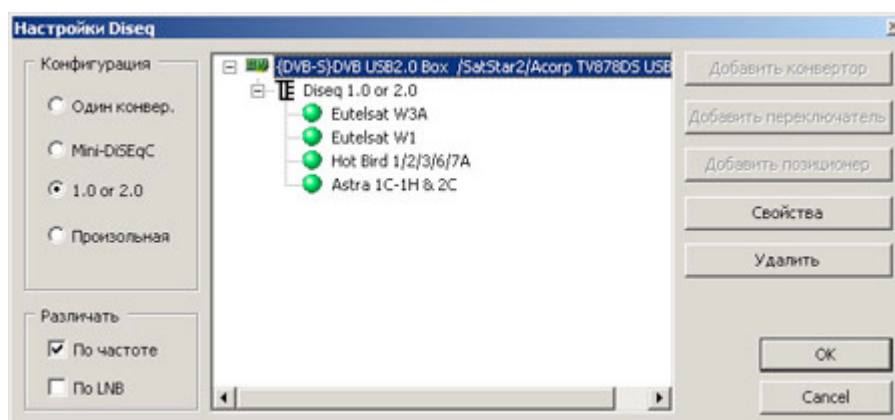 Настройки Diseq
Конфигурация
Один конвер.
Mini-DiSEqC
1.0 or 2.0
Произольная
Различать
По частоте
По LNB
{DVB-S}DVB USB2.0 Box /SatStar2/Acorp TV878DS USB
Diseq 1.0 or 2.0
Eutelsat W3A
Eutelsat W1
Hot Bird 1/2/3/6/7A
Astra 1C-1H & 2C
Добавить конвертор
Добавить переключатель
Добавить позиционер
Свойства
Удалить
OK
Cancel